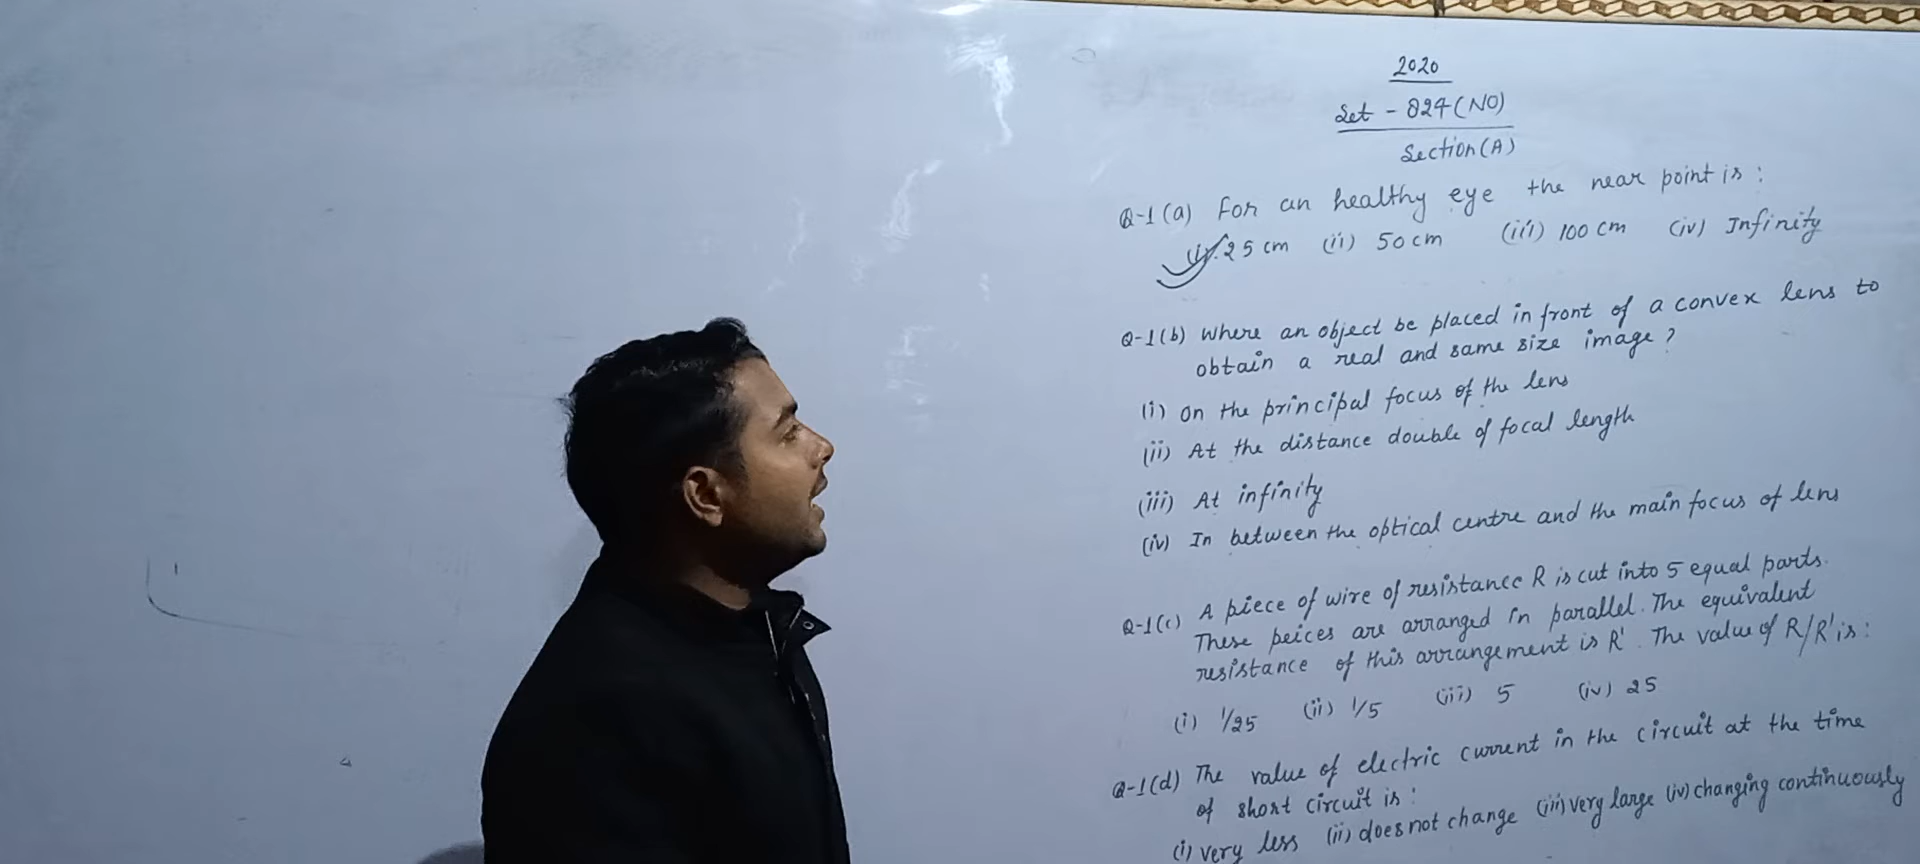 2020
Set - 824 (NO)
Section (A)
Q-1 (a) For an healthy eye the near point is :
(i) 25 cm (ii) 50 cm (iii) 100 cm (iv) Infinity
Q-1(b) Where an object be placed in front of a convex lens to
obtain a real and same size image ?
(i) On the principal focus of the lens
(ii) At the distance double of focal length
(iii) At infinity
(iv) In between the optical centre and the main focus of lens
Q-1(c) A piece of wire of resistance R is cut into 5 equal parts.
These peices are arranged in parallel. The equivalent
resistance of this arrangement is R'. The value of R/R' is :
(i) 1/25 (ii) 1/5 (iii) 5 (iv) 25
Q-1(d) The value of electric current in the circuit at the time
of short circuit is :
(i) very less (ii) does not change (iii) very large (iv) changing continuously